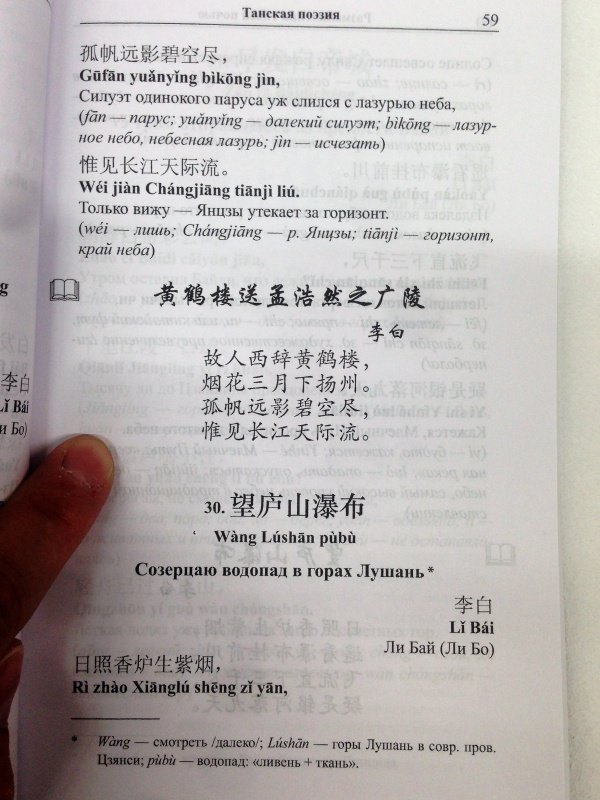 Танская поэзия 59
孤帆远影碧空尽,
Gūfān yuǎnyǐng bìkōng jìn,
Силуэт одинокого паруса уж слился с лазурью неба,
(fān — парус; yuǎnyǐng — далекий силуэт; bìkōng — лазур-
ное небо, небесная лазурь; jìn — исчезать)
惟见长江天际流。
Wéi jiàn Chángjiāng tiānjì liú.
Только вижу — Янцзы утекает за горизонт.
(wéi — лишь; Chángjiāng — р. Янцзы; tiānjì — горизонт,
край неба)
黄鹤楼送孟浩然之广陵
李白
故人西辞黄鹤楼,
烟花三月下扬州。
孤帆远影碧空尽,
惟见长江天际流。
李白
Lǐ Bái
30. 望庐山瀑布
Wàng Lúshān pùbù
Созерцаю водопад в горах Лушань*
李白
Lǐ Bái
Ли Бай (Ли Бо)
日照香炉生紫烟,
Rì zhào Xiānglú shēng zǐ yān,
* Wàng — смотреть /далеко/; Lúshān — горы Лушань в совр. пров.
Цзянси; pùbù — водопад: «ливень + ткань».